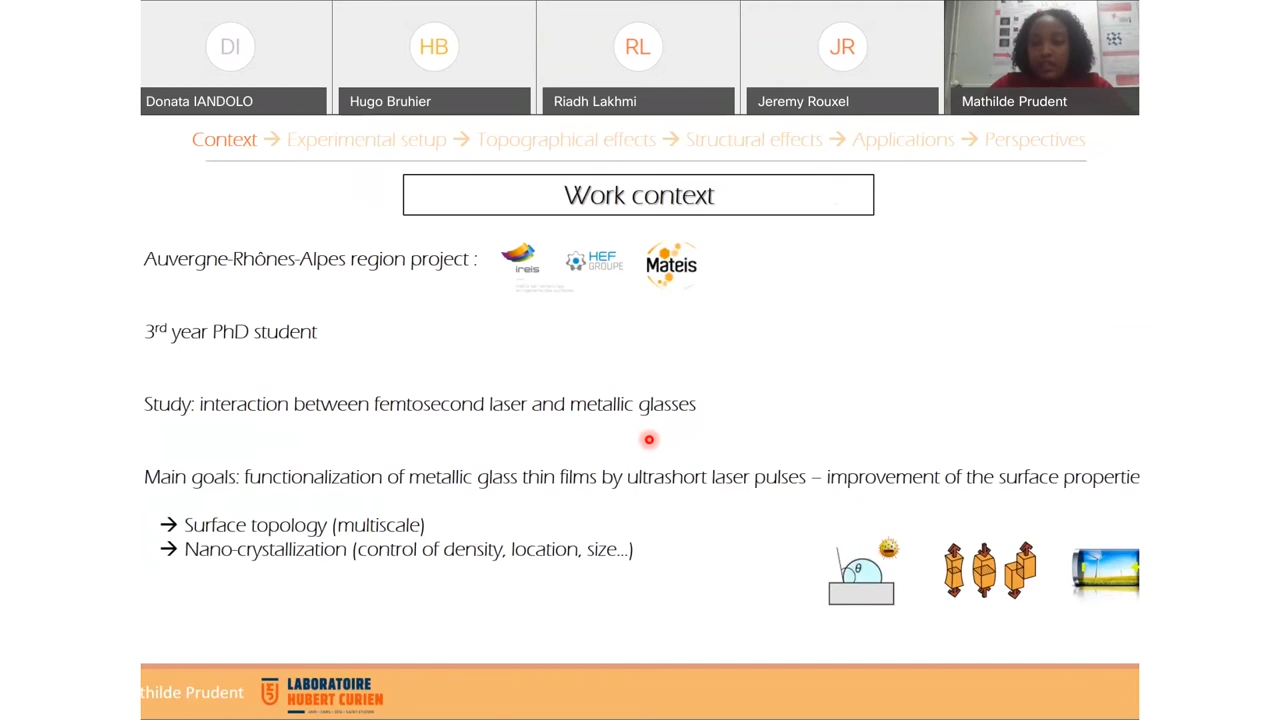 DI
HB
RL
JR
Donata IANDOLO
Hugo Bruhier
Riadh Lakhmi
Jeremy Rouxel
Mathilde Prudent
Context → Experimental setup → Topographical effects → Structural effects → Applications → Perspectives
Work context
Auvergne-Rhônes-Alpes region project :
ireis
HEF
GROUPE
Mateis
3rd year PhD student
Study: interaction between femtosecond laser and metallic glasses
Main goals: functionalization of metallic glass thin films by ultrashort laser pulses – improvement of the surface propertie
→ Surface topology (multiscale)
→ Nano-crystallization (control of density, location, size...)
θ
thilde Prudent
LABORATOIRE
HUBERT CURIEN